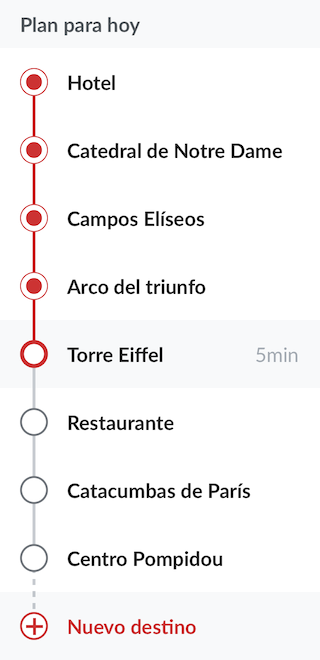 Plan para hoy
Hotel
Catedral de Notre Dame
Campos Elíseos
Arco del triunfo
Torre Eiffel 5min
Restaurante
Catacumbas de París
Centro Pompidou
Nuevo destino